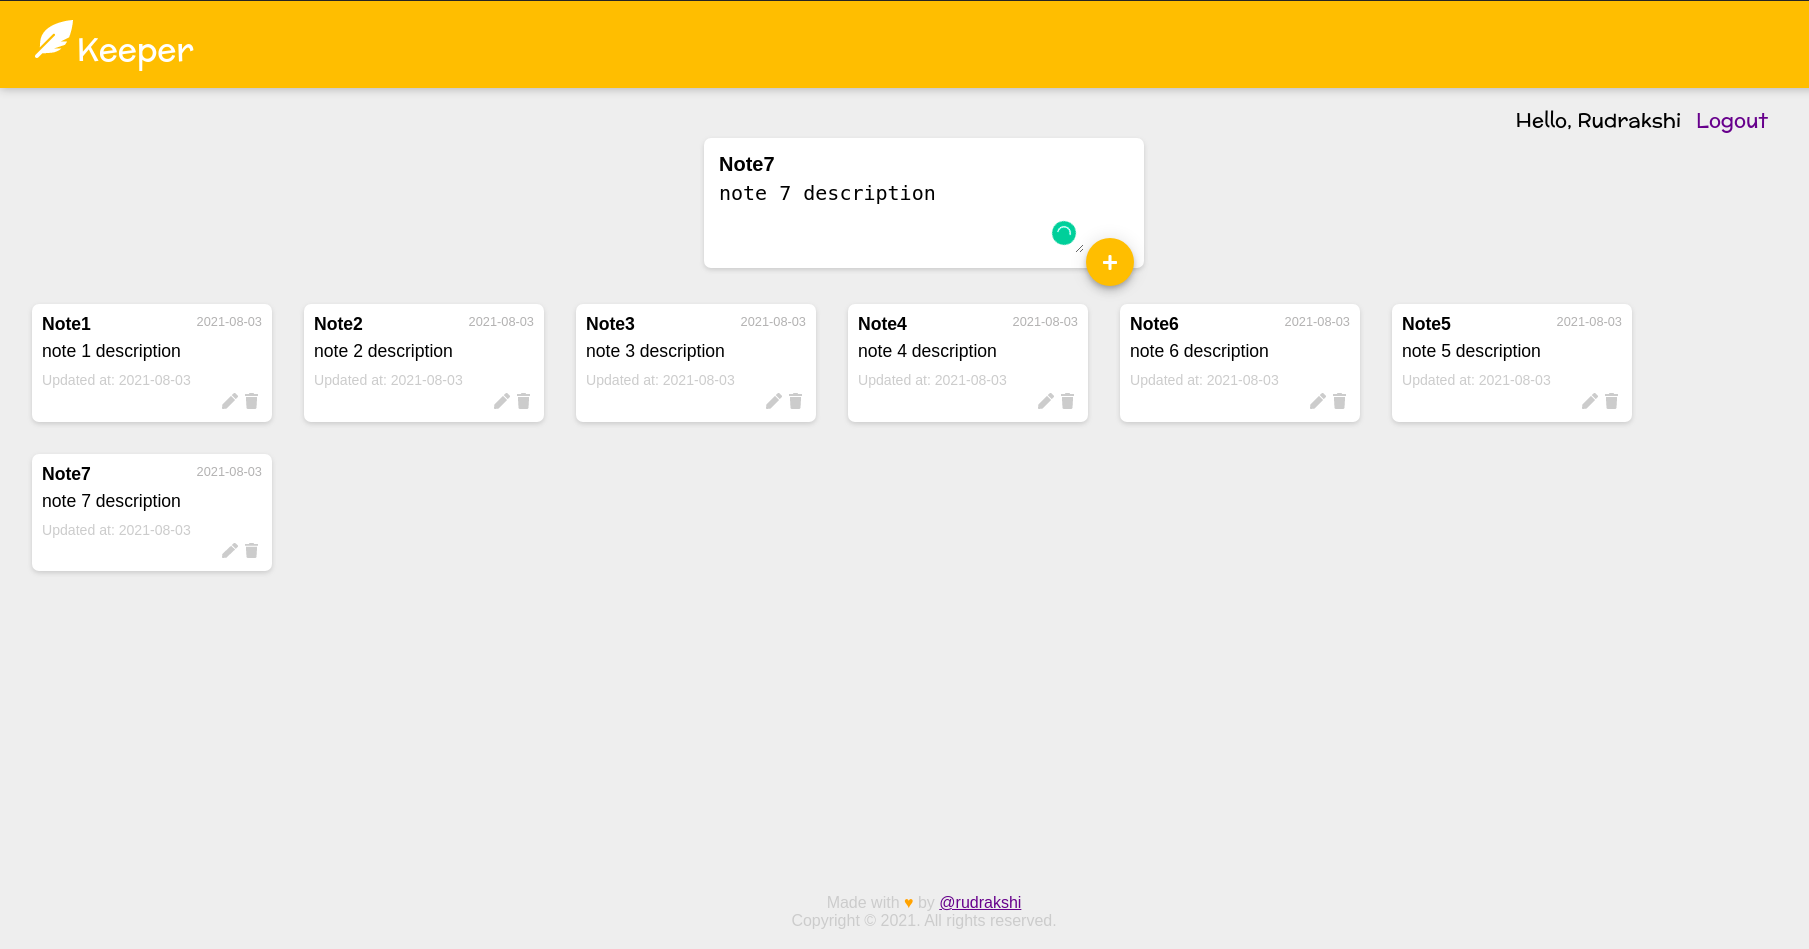 Keeper
Hello, Rudrakshi Logout
Note7
note 7 description
+
Note1 2021-08-03
note 1 description
Updated at: 2021-08-03
Note2 2021-08-03
note 2 description
Updated at: 2021-08-03
Note3 2021-08-03
note 3 description
Updated at: 2021-08-03
Note4 2021-08-03
note 4 description
Updated at: 2021-08-03
Note6 2021-08-03
note 6 description
Updated at: 2021-08-03
Note5 2021-08-03
note 5 description
Updated at: 2021-08-03
Note7 2021-08-03
note 7 description
Updated at: 2021-08-03
Made with ♥ by @rudrakshi
Copyright © 2021. All rights reserved.